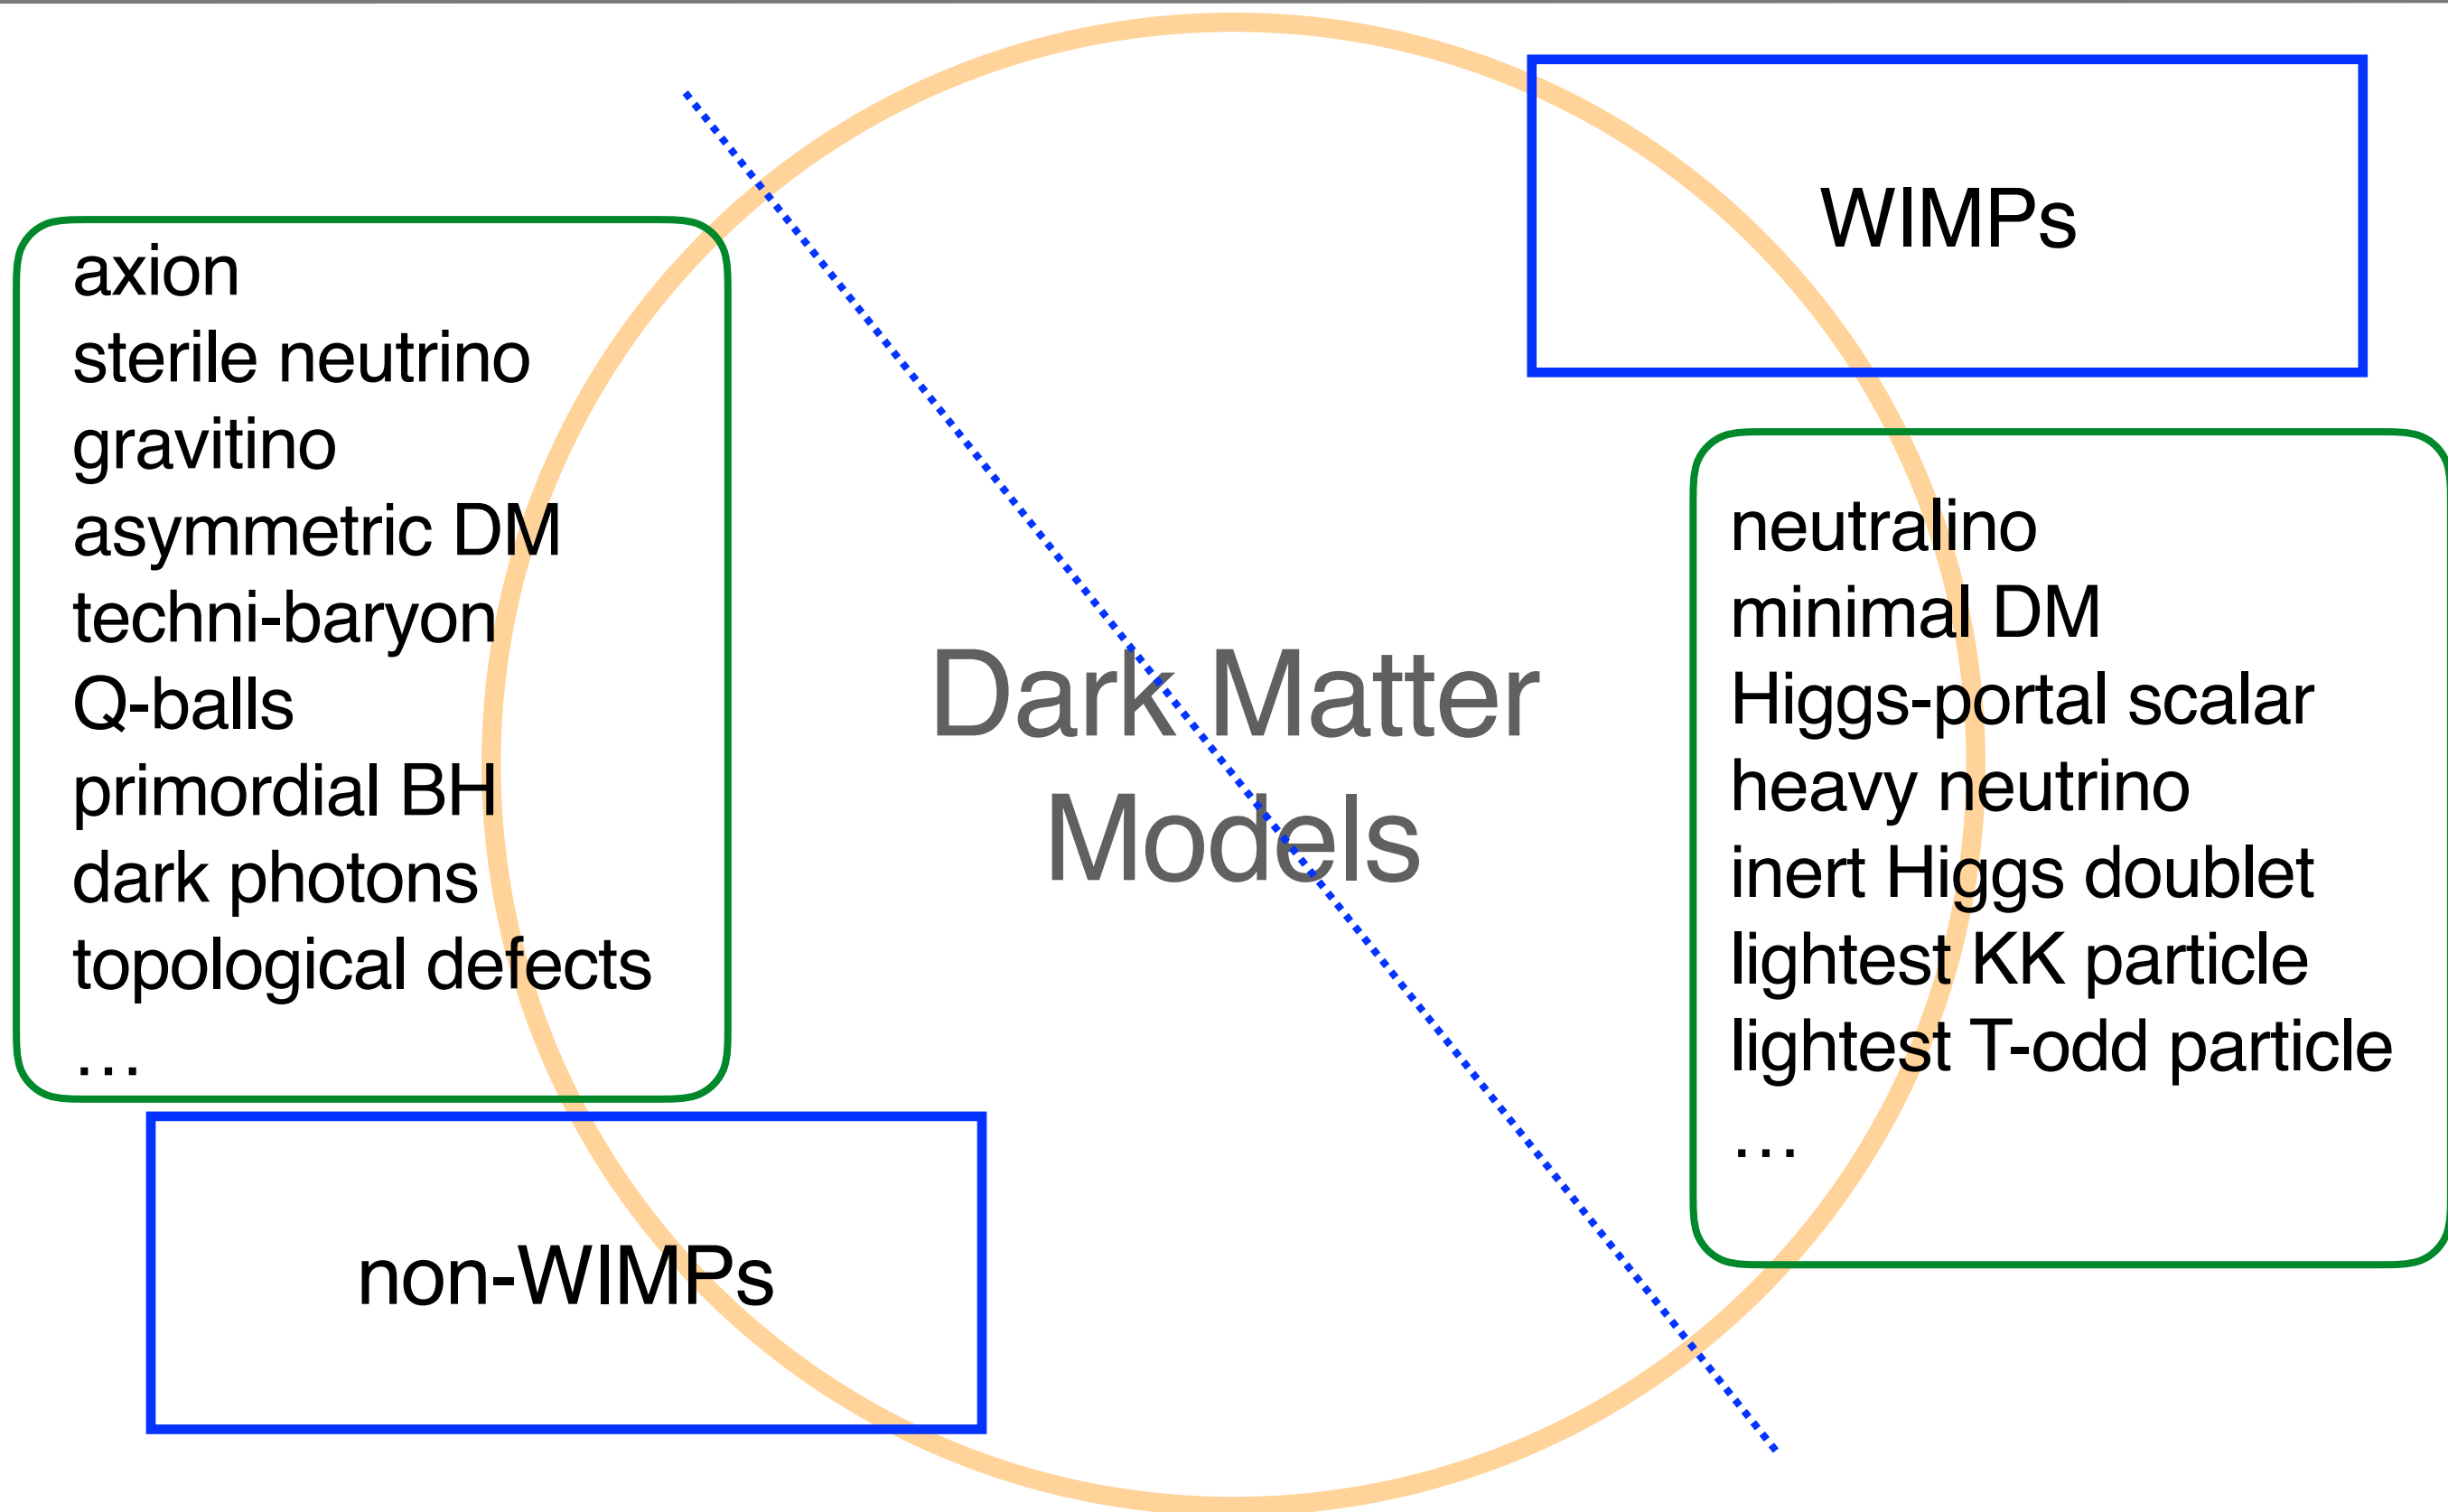 WIMPs
axion
sterile neutrino
gravitino
asymmetric DM
techni-baryon
Q-balls
primordial BH
dark photons
topological defects
...
Dark Matter
Models
neutralino
minimal DM
Higgs-portal scalar
heavy neutrino
inert Higgs doublet
lightest KK particle
lightest T-odd particle
...
non-WIMPs